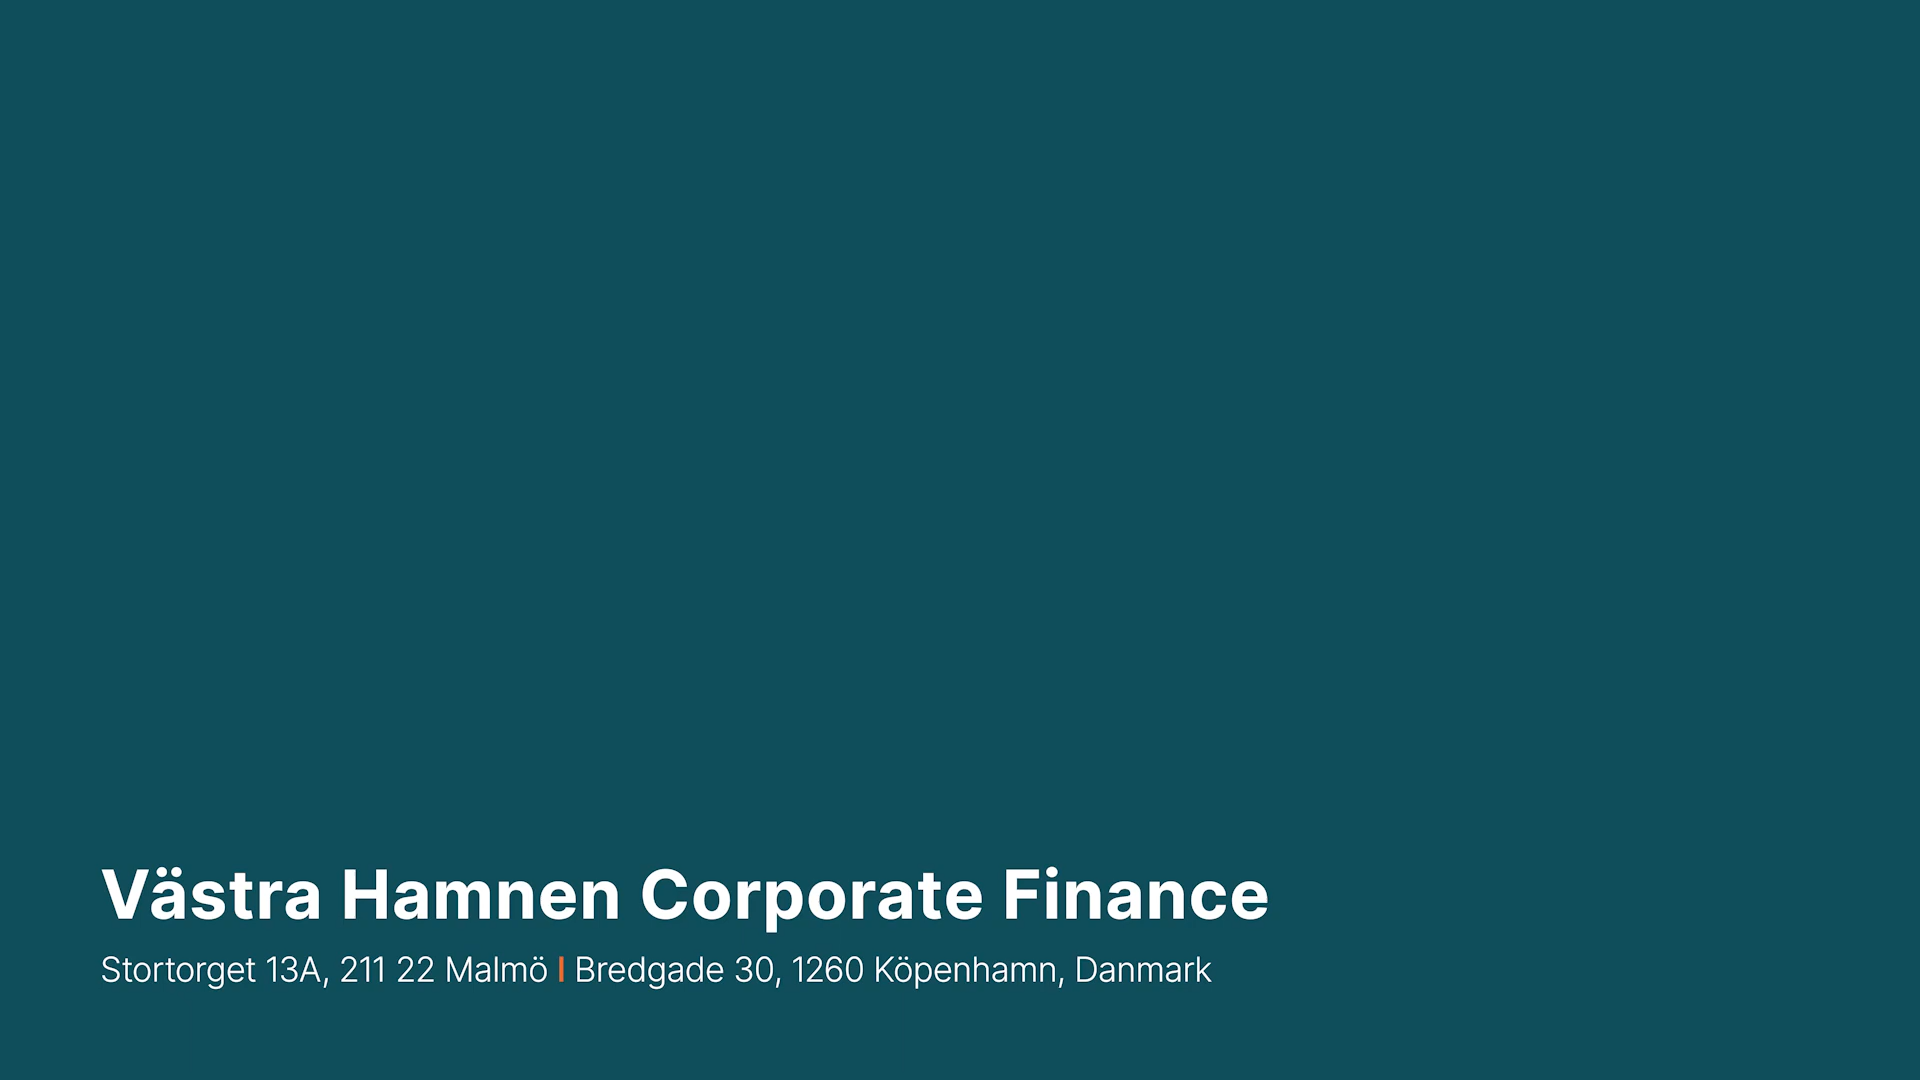 Västra Hamnen Corporate Finance
Stortorget 13A, 211 22 Malmö | Bredgade 30, 1260 Köpenhamn, Danmark